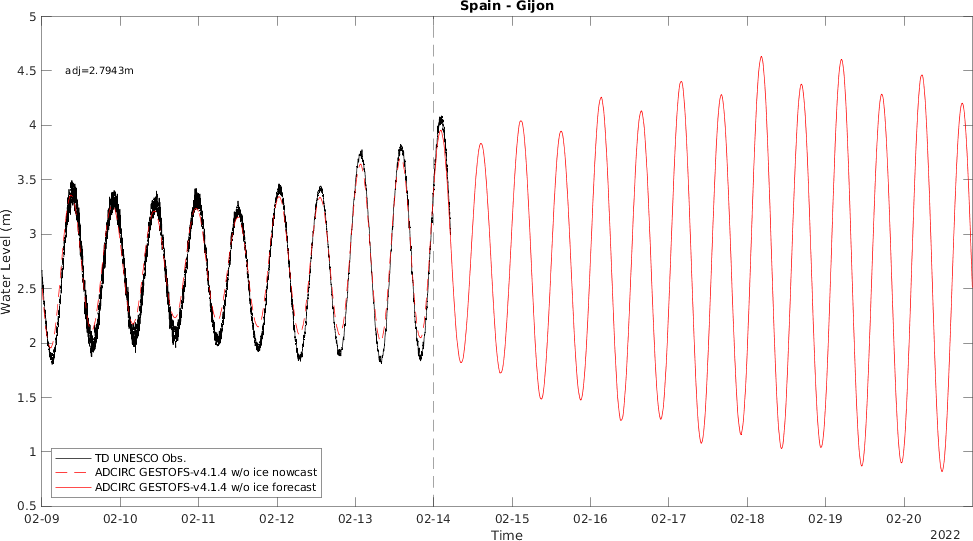 Spain - Gijon
5
4.5
4
3.5
3
2.5
2
1.5
1
0.5
Water Level (m)
adj=2.7943m
TD UNESCO Obs.
ADCIRC GESTOFS-v4.1.4 w/o ice nowcast
ADCIRC GESTOFS-v4.1.4 w/o ice forecast
02-09 02-10 02-11 02-12 02-13 02-14 02-15 02-16 02-17 02-18 02-19 02-20
Time
2022